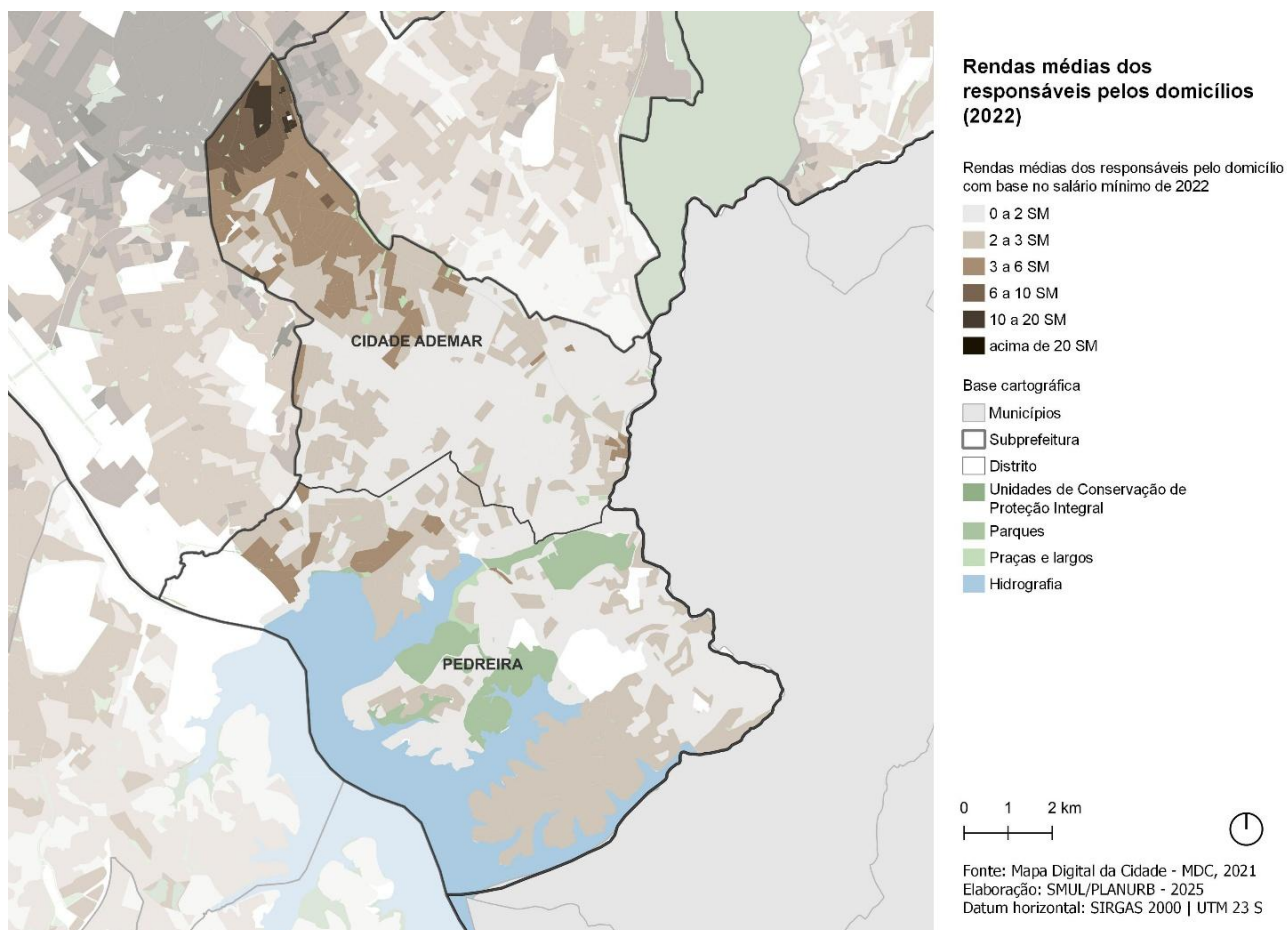 CIDADE ADEMAR
PEDREIRA
Rendas médias dos
responsáveis pelos domicílios
(2022)
Rendas médias dos responsáveis pelo domicílio
com base no salário mínimo de 2022
0 a 2 SM
2 a 3 SM
3 a 6 SM
6 a 10 SM
10 a 20 SM
acima de 20 SM
Base cartográfica
Municípios
Subprefeitura
Distrito
Unidades de Conservação de
Proteção Integral
Parques
Praças e largos
Hidrografia
0 1 2 km
Fonte: Mapa Digital da Cidade - MDC, 2021
Elaboração: SMUL/PLANURB - 2025
Datum horizontal: SIRGAS 2000 | UTM 23 S